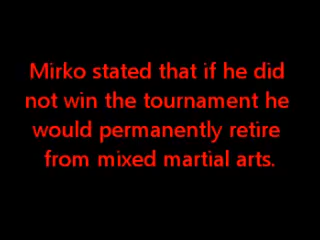 Mirko stated that if he did
not win the tournament he
would permanently retire
from mixed martial arts.